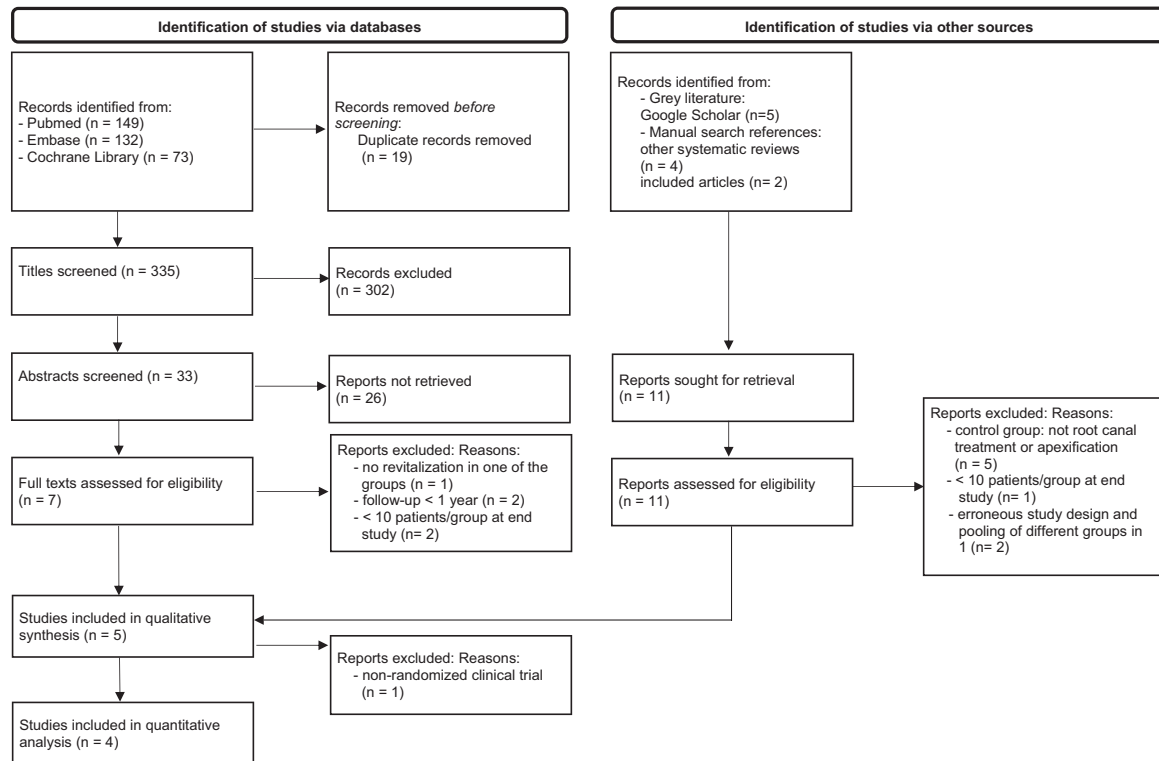 Identification of studies via databases
Records identified from:
- Pubmed (n = 149)
- Embase (n = 132)
- Cochrane Library (n = 73)
Records removed before
screening:
Duplicate records removed
(n = 19)
Titles screened (n = 335)
Records excluded
(n = 302)
Abstracts screened (n = 33)
Reports not retrieved
(n = 26)
Full texts assessed for eligibility
(n = 7)
Reports excluded: Reasons:
- no revitalization in one of the
groups (n = 1)
- follow-up < 1 year (n = 2)
- < 10 patients/group at end
study (n= 2)
Studies included in qualitative
synthesis (n = 5)
Reports excluded: Reasons:
- non-randomized clinical trial
(n = 1)
Studies included in quantitative
analysis (n = 4)
Identification of studies via other sources
Records identified from:
- Grey literature:
Google Scholar (n=5)
- Manual search references:
other systematic reviews
(n = 4)
included articles (n= 2)
Reports sought for retrieval
(n = 11)
Reports assessed for eligibility
(n = 11)
Reports excluded: Reasons:
- control group: not root canal
treatment or apexification
(n = 5)
- < 10 patients/group at end
study (n= 1)
- erroneous study design and
pooling of different groups in
1 (n= 2)